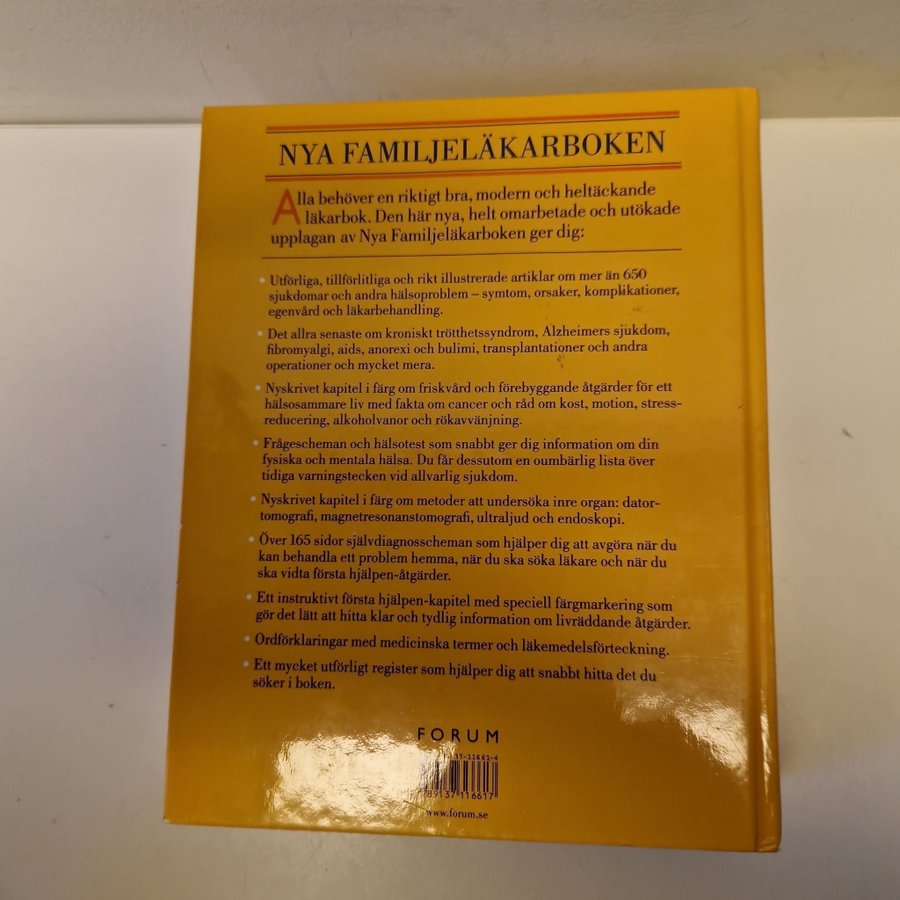 NYA FAMILJELÄKARBOKEN
Alla behöver en riktigt bra, modern och heltäckande
läkarbok. Den här nya, helt omarbetade och utökade
upplagan av Nya Familjeläkarboken ger dig:
• Utförliga, tillförlitliga och rikt illustrerade artiklar om mer än 650
sjukdomar och andra hälsoproblem – symtom, orsaker, komplikationer,
egenvård och läkarbehandling.
• Det allra senaste om kroniskt trötthetssyndrom, Alzheimers sjukdom,
fibromyalgi, aids, anorexi och bulimi, transplantationer och andra
operationer och mycket mera.
• Nyskrivet kapitel i färg om friskvård och förebyggande åtgärder för ett
hälsosammare liv med fakta om cancer och råd om kost, motion, stress-
reducering, alkoholvanor och rökavvänjning.
• Frågescheman och hälsotest som snabbt ger dig information om din
fysiska och mentala hälsa. Du får dessutom en oumbärlig lista över
tidiga varningstecken vid allvarlig sjukdom.
• Nyskrivet kapitel i färg om metoder att undersöka inre organ: dator-
tomografi, magnetresonanstomografi, ultraljud och endoskopi.
• Över 165 sidor självdiagnosscheman som hjälper dig att avgöra när du
kan behandla ett problem hemma, när du ska söka läkare och när du
ska vidta första hjälpen-åtgärder.
• Ett instruktivt första hjälpen-kapitel med speciell färgmarkering som
gör det lätt att hitta klar och tydlig information om livräddande åtgärder.
• Ordförklaringar med medicinska termer och läkemedelsförteckning.
• Ett mycket utförligt register som hjälper dig att snabbt hitta det du
söker i boken.
FORUM
37-11661-4
789137116617
www.forum.se